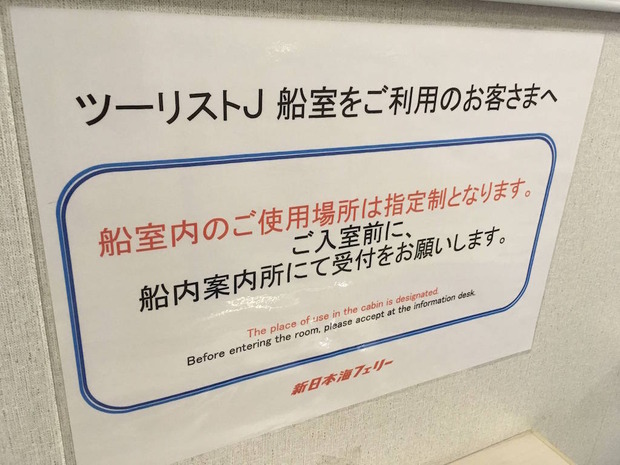 ツーリストJ 船室をご利用のお客さまへ
船室内のご使用場所は指定制となります。
ご入室前に、
船内案内所にて受付をお願いします。
The place of use in the cabin is designated.
Before entering the room, please accept at the information desk.
新日本海フェリー